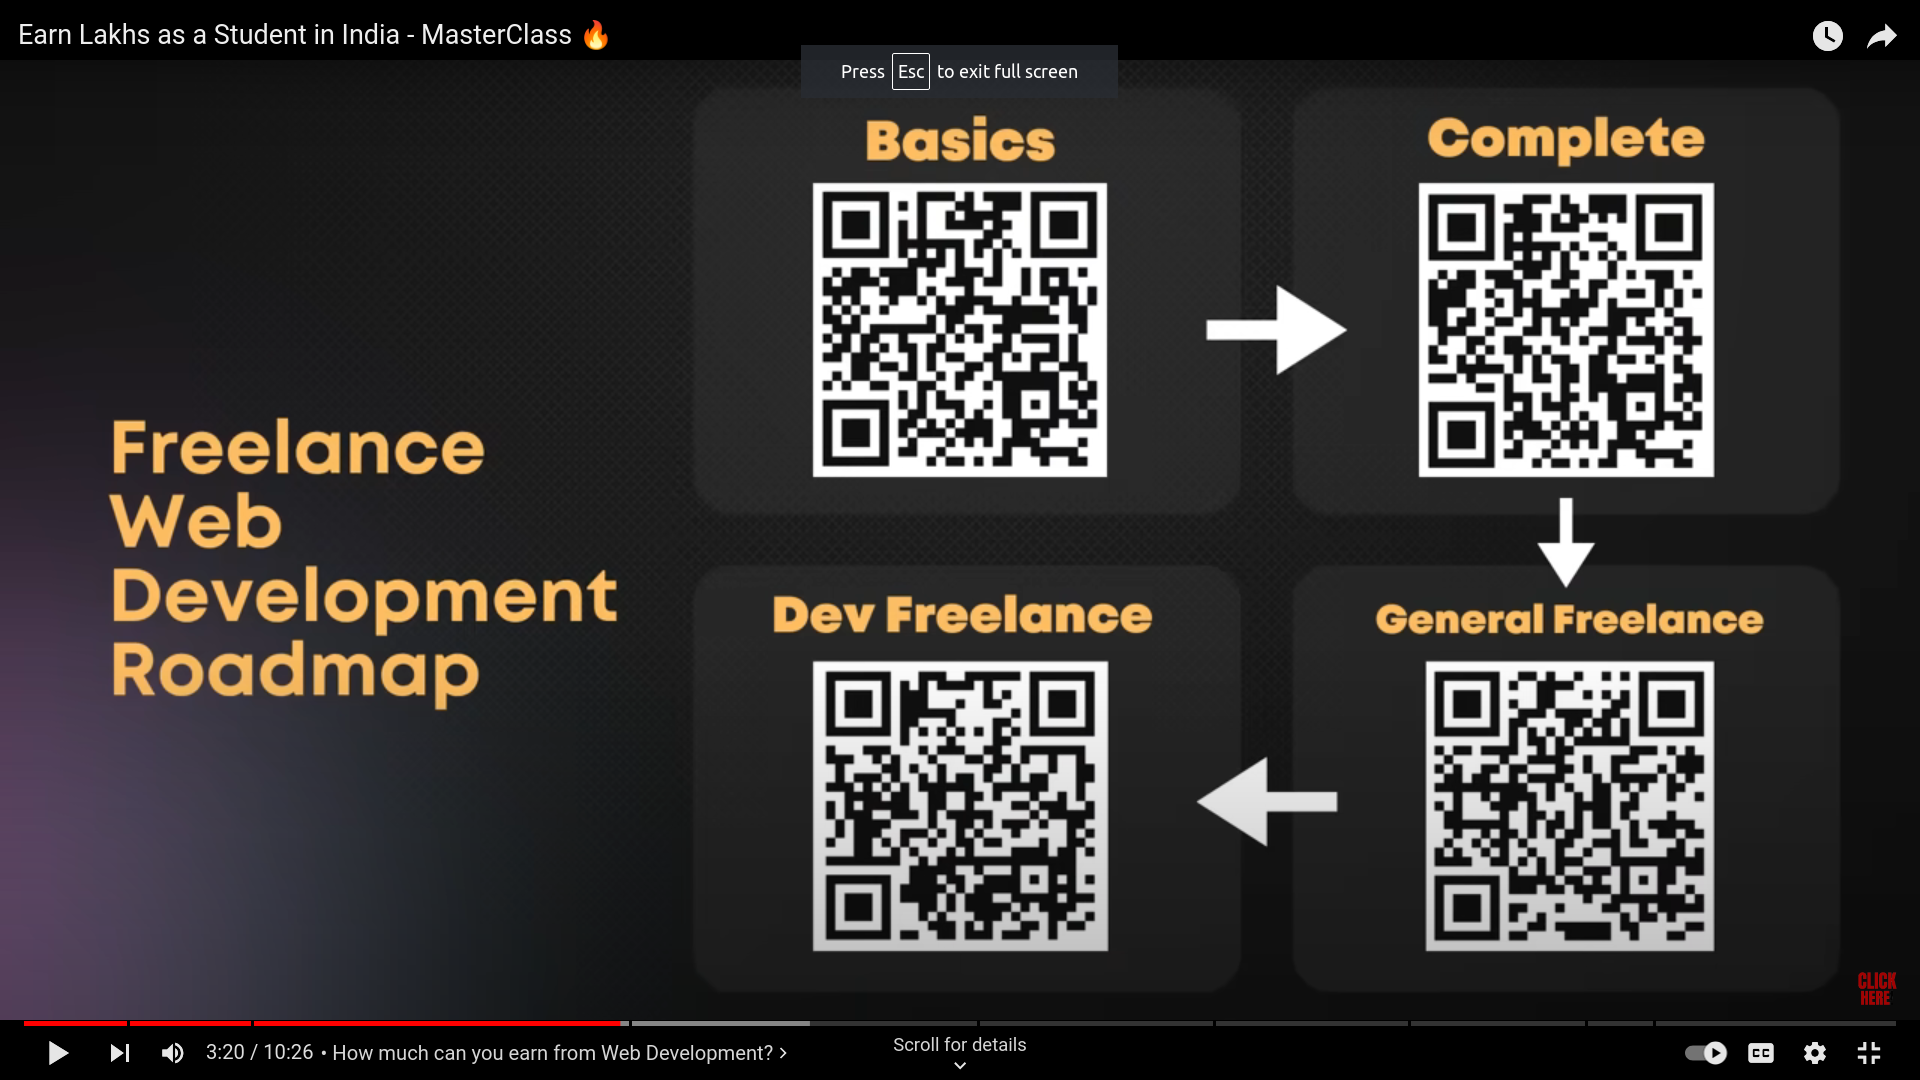 Earn Lakhs as a Student in India - MasterClass 🔥
Press Esc to exit full screen
Basics
Complete
Freelance
Web
Development
Roadmap
Dev Freelance
General Freelance
CLICK
HERE
3:20 / 10:26 • How much can you earn from Web Development?
Scroll for details
CC